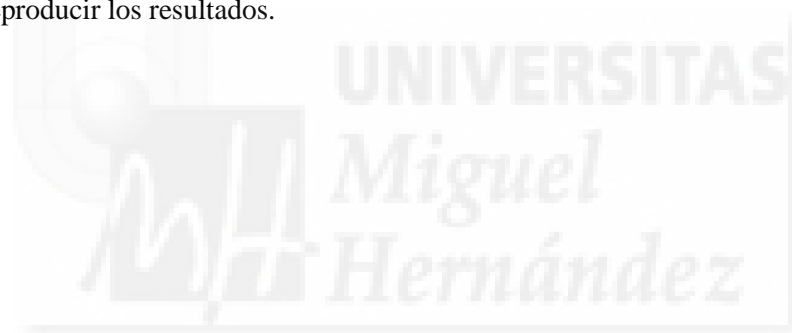 producir los resultados.
UNIVERSITAS
Miguel
Hernández